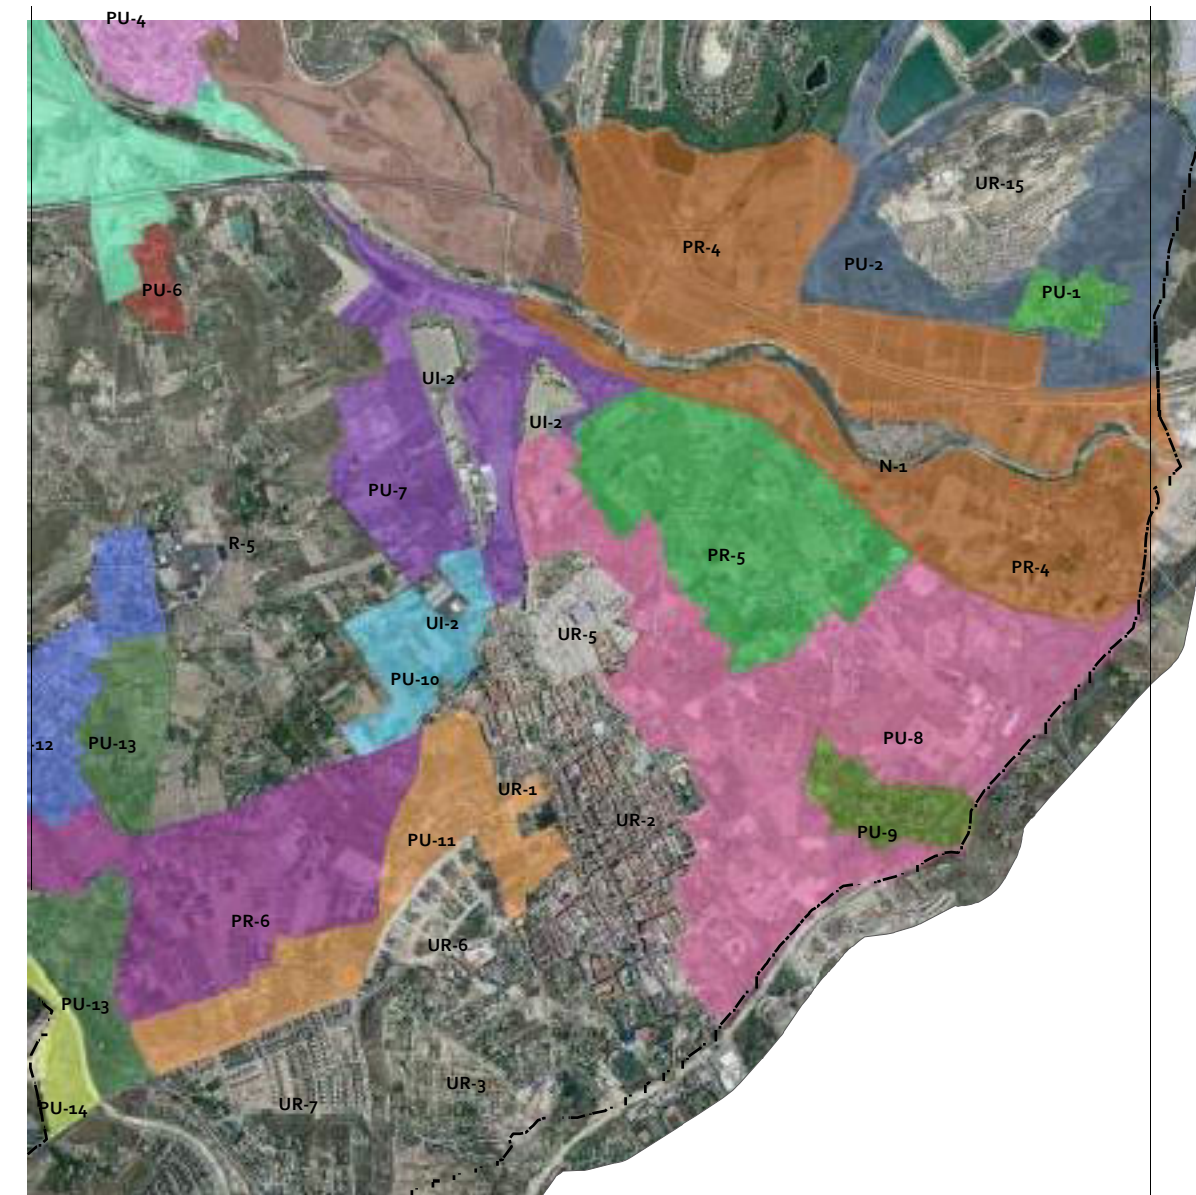 PU-4
UR-15
PR-4
PU-2
PU-6
PU-1
UI-2
UI-2
N-1
PU-7
R-5
PR-5
PR-4
UI-2
UR-5
PU-10
-12
PU-13
PU-8
UR-1
UR-2
PU-9
PU-11
PR-6
UR-6
PU-13
UR-3
UR-7
PU-14